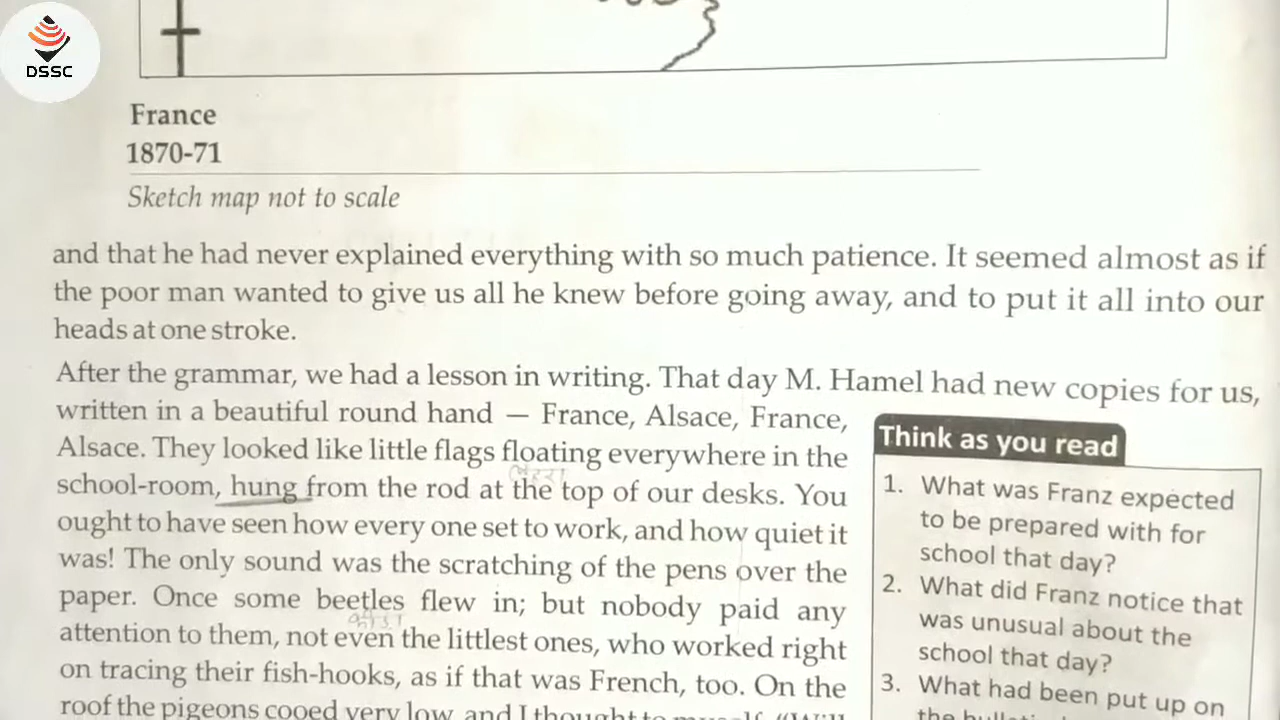 DSSC
France
1870-71
Sketch map not to scale
and that he had never explained everything with so much patience. It seemed almost as if
the poor man wanted to give us all he knew before going away, and to put it all into our
heads at one stroke.
After the grammar, we had a lesson in writing. That day M. Hamel had new copies for us,
written in a beautiful round hand — France, Alsace, France,
Alsace. They looked like little flags floating everywhere in the
school-room, hung from the rod at the top of our desks. You
ought to have seen how every one set to work, and how quiet it
was! The only sound was the scratching of the pens over the
paper. Once some beetles flew in; but nobody paid any
attention to them, not even the littlest ones, who worked right
on tracing their fish-hooks, as if that was French, too. On the
roof the pigeons cooed very low and I thought to
Think as you read
1. What was Franz expected
to be prepared with for
school that day?
2. What did Franz notice that
was unusual about the
school that day?
3. What had been put up on
the